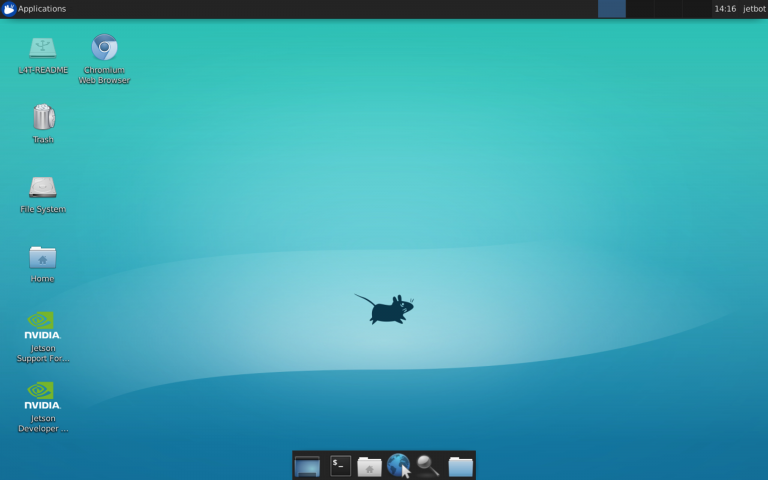 Applications
14:16 jetbot
L4T-README
Chromium
Web Browser
Trash
File System
Home
NVIDIA.
Jetson
Support For...
NVIDIA.
Jetson
Developer ...
$_